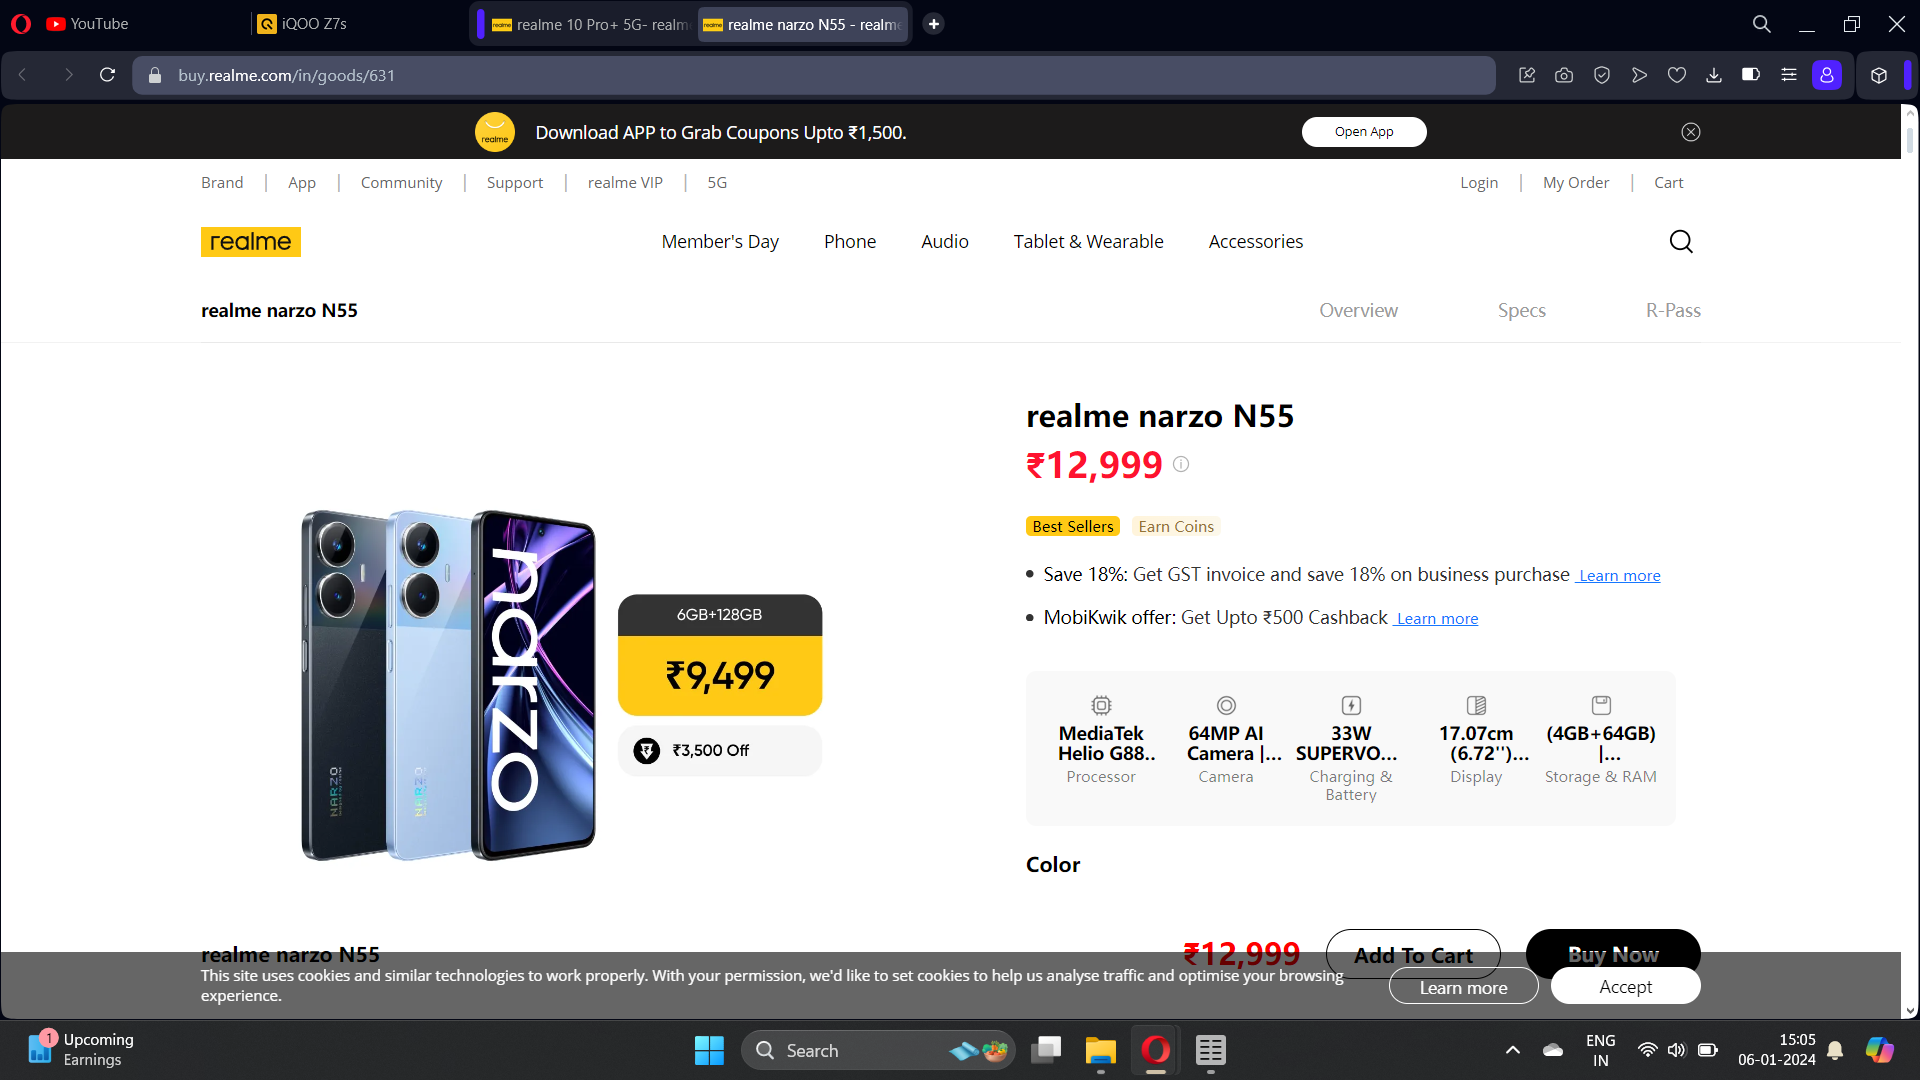 YouTube
iQOO Z7s
realme 10 Pro+ 5G- realm
realme narzo N55 - realme
buy.realme.com/in/goods/631
realme
Download APP to Grab Coupons Upto ₹1,500.
Open App
Brand | App | Community | Support | realme VIP | 5G
Login | My Order | Cart
realme
Member's Day
Phone
Audio
Tablet & Wearable
Accessories
realme narzo N55
Overview
Specs
R-Pass
realme narzo N55
₹12,999
Best Sellers
Earn Coins
Save 18%: Get GST invoice and save 18% on business purchase Learn more
MobiKwik offer: Get Upto ₹500 Cashback Learn more
narzo
NARZO
NARZO
6GB+128GB
₹9,499
₹3,500 Off
MediaTek
Helio G88..
Processor
64MP AI
Camera |...
Camera
33W
SUPERVO...
Charging &
Battery
17.07cm
(6.72'')...
Display
(4GB+64GB)
|...
Storage & RAM
Color
realme narzo N55
₹12,999
Add To Cart
Buy Now
This site uses cookies and similar technologies to work properly. With your permission, we'd like to set cookies to help us analyse traffic and optimise your browsing
experience.
Learn more
Accept
1
Upcoming
Earnings
Search
ENG
IN
15:05
06-01-2024